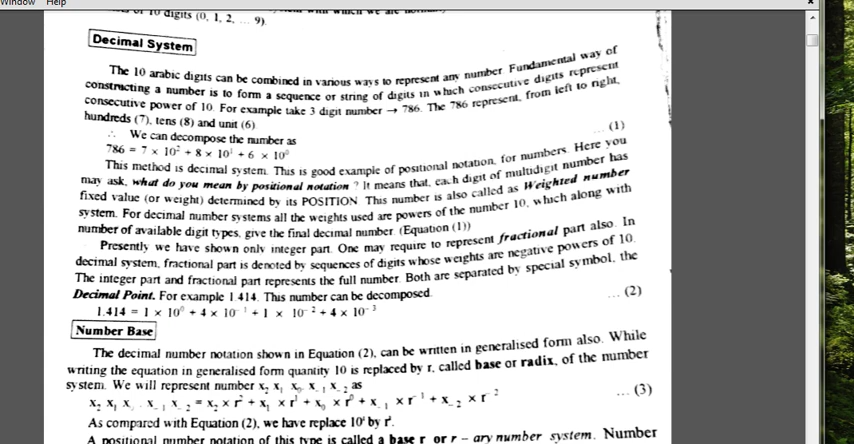 Window Help
10 digits (0, 1, 2, ... 9).
Decimal System
The 10 arabic digits can be combined in various ways to represent any number. Fundamental way of
constructing a number is to form a sequence or string of digits in which consecutive digits represent
consecutive power of 10. For example take 3 digit number → 786. The 786 represent, from left to right,
hundreds (7), tens (8) and unit (6)
∴ We can decompose the number as ... (1)
786 = 7 × 10² + 8 × 10¹ + 6 × 10⁰
This method is decimal system. This is good example of positional notation, for numbers. Here you
may ask, what do you mean by positional notation ? It means that, each digit of multudigit number has
fixed value (or weight) determined by its POSITION This number is also called as Weighted number
system. For decimal number systems all the weights used are powers of the number 10, which along with
number of available digit types, give the final decimal number. (Equation (1))
Presently we have shown only integer part. One may require to represent fractional part also. In
decimal system, fractional part is denoted by sequences of digits whose weights are negative powers of 10.
The integer part and fractional part represents the full number. Both are separated by special symbol, the
Decimal Point. For example 1.414. This number can be decomposed ... (2)
1.414 = 1 × 10⁰ + 4 × 10⁻¹ + 1 × 10⁻² + 4 × 10⁻³
Number Base
The decimal number notation shown in Equation (2), can be written in generalised form also. While
writing the equation in generalised form quantity 10 is replaced by r, called base or radix, of the number
system. We will represent number x₂ x₁ x₀ x₋₁ x₋₂ as
x₂ x₁ x₀ . x₋₁ x₋₂ = x₂ × r² + x₁ × r¹ + x₀ × r⁰ + x₋₁ × r⁻¹ + x₋₂ × r⁻² ... (3)
As compared with Equation (2), we have replace 10ⁱ by rⁱ.
A positional number notation of this type is called a base r or r – ary number system. Number